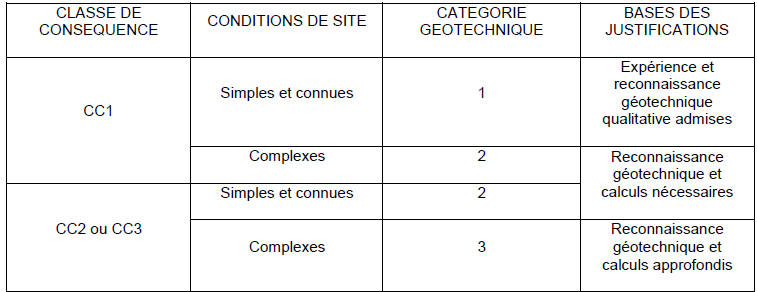 CLASSE DE
CONSEQUENCE
CONDITIONS DE SITE
CATEGORIE
GEOTECHNIQUE
BASES DES
JUSTIFICATIONS
CC1
Simples et connues
1
Expérience et
reconnaissance
géotechnique
qualitative admises
Complexes
2
Reconnaissance
géotechnique et
calculs nécessaires
CC2 ou CC3
Simples et connues
2
Complexes
3
Reconnaissance
géotechnique et
calculs approfondis